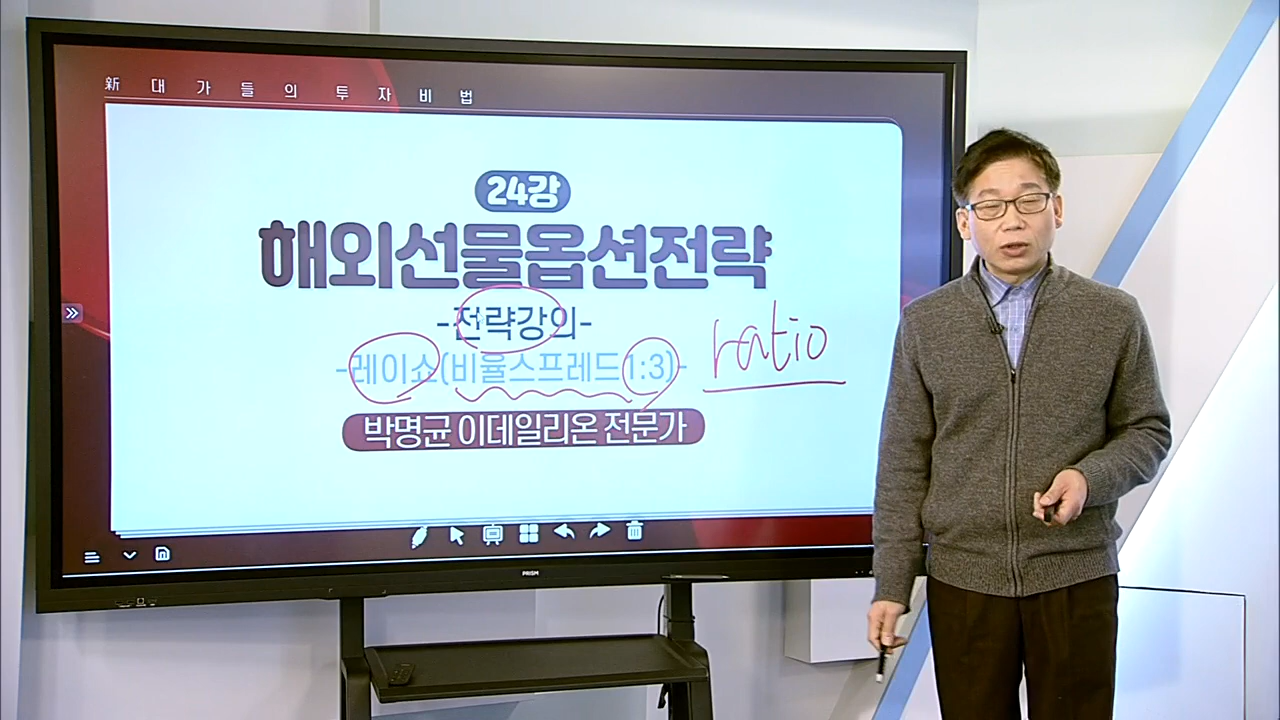 新 대 가 들 의 투 자 비 법
24강
해외선물옵션전략
-전략강의-
-레이쇼(비율스프레드1:3)-
ratio
박명균 이데일리온 전문가
PRISM